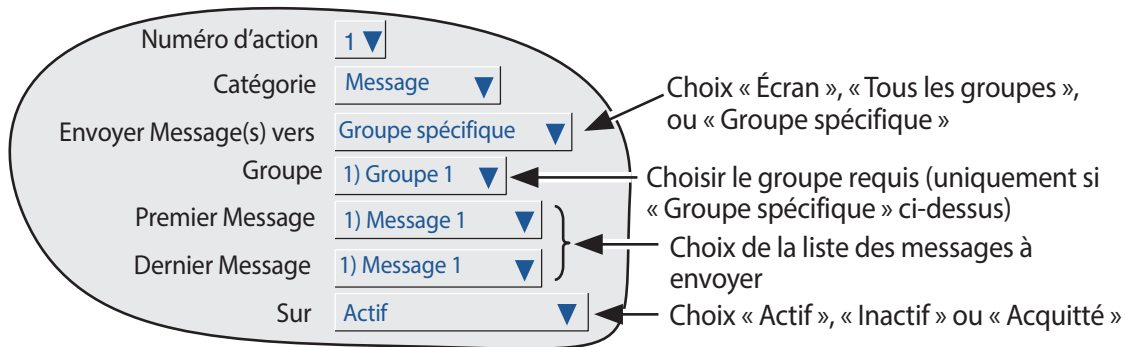 Numéro d'action 1
Catégorie Message
Envoyer Message(s) vers Groupe spécifique
Groupe 1) Groupe 1
Premier Message 1) Message 1
Dernier Message 1) Message 1
Sur Actif
Choix « Écran », « Tous les groupes »,
ou « Groupe spécifique »
Choisir le groupe requis (uniquement si
« Groupe spécifique » ci-dessus)
Choix de la liste des messages à
envoyer
Choix « Actif », « Inactif » ou « Acquitté »